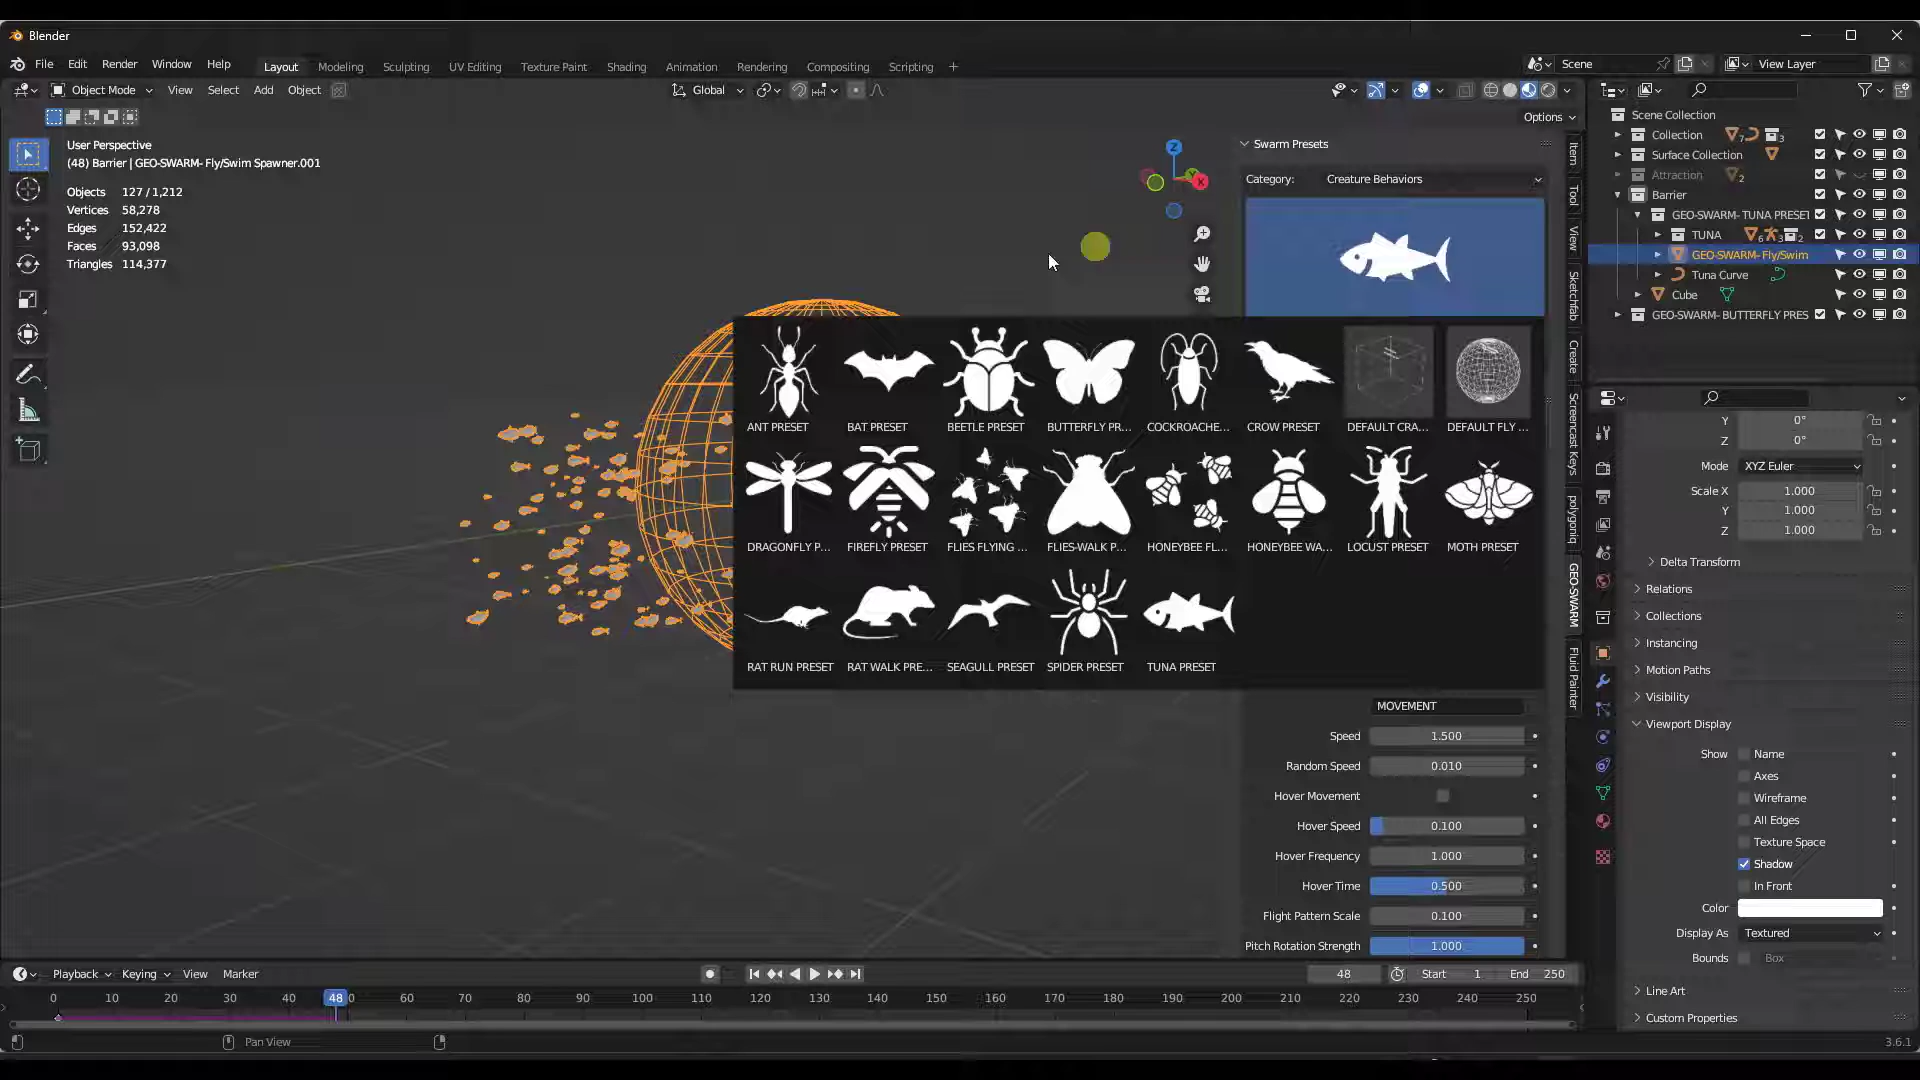 Blender
File Edit Render Window Help Layout Modeling Sculpting UV Editing Texture Paint Shading Animation Rendering Compositing Scripting + Scene View Layer
Object Mode View Select Add Object Global
Options
User Perspective
(48) Barrier | GEO-SWARM- Fly/Swim Spawner.001
Objects 127 / 1,212
Vertices 58,278
Edges 152,422
Faces 93,098
Triangles 114,377
Z
X
Y
Swarm Presets
Category: Creature Behaviors
ANT PRESET
BAT PRESET
BEETLE PRESET
BUTTERFLY PR...
COCKROACHE...
CROW PRESET
DEFAULT CRA...
DEFAULT FLY ...
DRAGONFLY P...
FIREFLY PRESET
FLIES FLYING ...
FLIES-WALK P...
HONEYBEE FL...
HONEYBEE WA...
LOCUST PRESET
MOTH PRESET
RAT RUN PRESET
RAT WALK PRE...
SEAGULL PRESET
SPIDER PRESET
TUNA PRESET
MOVEMENT
Speed 1.500
Random Speed 0.010
Hover Movement
Hover Speed 0.100
Hover Frequency 1.000
Hover Time 0.500
Flight Pattern Scale 0.100
Pitch Rotation Strength 1.000
Item
Tool
View
Sketchfab
Create
Screencast Keys
polygoniq
GEO-SWARM
Fluid Painter
Scene Collection
Collection 7 3
Surface Collection
Attraction 2
Barrier
GEO-SWARM- TUNA PRESET
TUNA 6 3 2
GEO-SWARM- Fly/Swim
Tuna Curve
Cube
GEO-SWARM- BUTTERFLY PRES
Y 0°
Z 0°
Mode XYZ Euler
Scale X 1.000
Y 1.000
Z 1.000
Delta Transform
Relations
Collections
Instancing
Motion Paths
Visibility
Viewport Display
Show Name
Axes
Wireframe
All Edges
Texture Space
Shadow
In Front
Color
Display As Textured
Bounds Box
Line Art
Custom Properties
Playback Keying View Marker 48 Start 1 End 250
0 10 20 30 40 48 0 60 70 80 90 100 110 120 130 140 150 160 170 180 190 200 210 220 230 240 250
Pan View
3.6.1